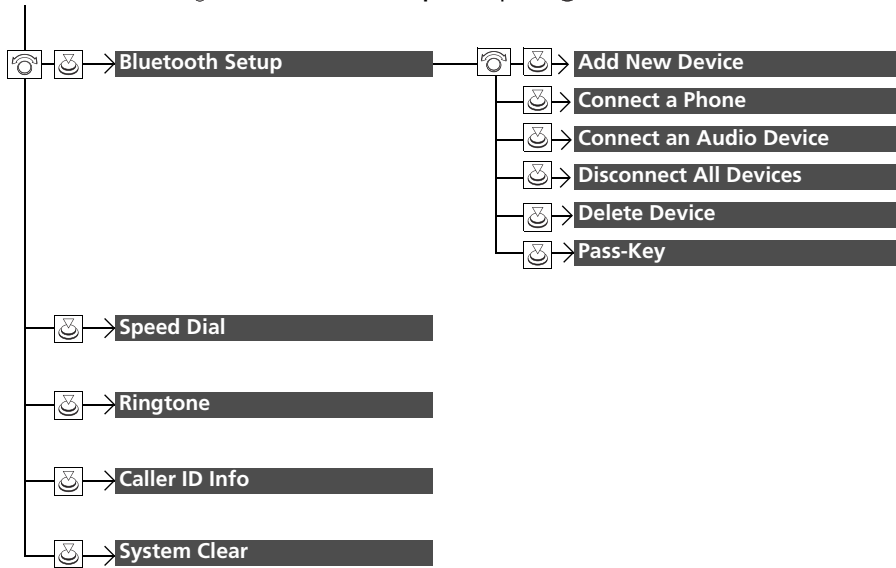 Bluetooth Setup
Add New Device
Connect a Phone
Connect an Audio Device
Disconnect All Devices
Delete Device
Pass-Key
Speed Dial
Ringtone
Caller ID Info
System Clear